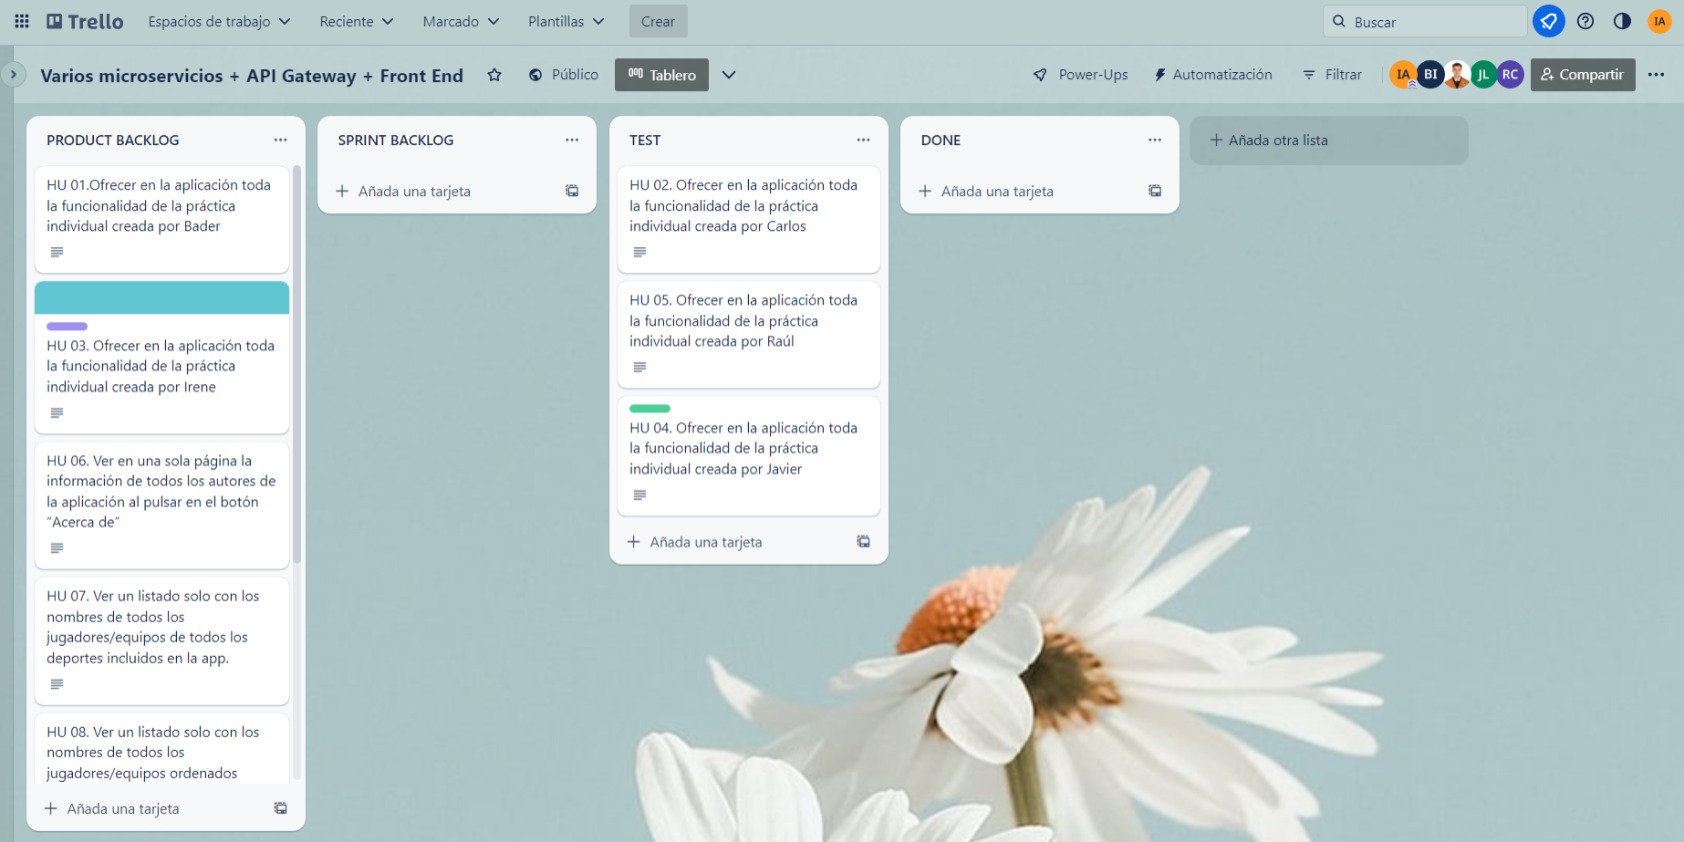 Trello
Espacios de trabajo
Reciente
Marcado
Plantillas
Crear
Buscar
IA
Varios microservicios + API Gateway + Front End
Público
Tablero
Power-Ups
Automatización
Filtrar
IA
BI
JL
RC
Compartir
PRODUCT BACKLOG
HU 01.Ofrecer en la aplicación toda
la funcionalidad de la práctica
individual creada por Bader
HU 03. Ofrecer en la aplicación toda
la funcionalidad de la práctica
individual creada por Irene
HU 06. Ver en una sola página la
información de todos los autores de
la aplicación al pulsar en el botón
“Acerca de”
HU 07. Ver un listado solo con los
nombres de todos los
jugadores/equipos de todos los
deportes incluidos en la app.
HU 08. Ver un listado solo con los
nombres de todos los
jugadores/equipos ordenados
Añada una tarjeta
SPRINT BACKLOG
Añada una tarjeta
TEST
HU 02. Ofrecer en la aplicación toda
la funcionalidad de la práctica
individual creada por Carlos
HU 05. Ofrecer en la aplicación toda
la funcionalidad de la práctica
individual creada por Raúl
HU 04. Ofrecer en la aplicación toda
la funcionalidad de la práctica
individual creada por Javier
Añada una tarjeta
DONE
Añada una tarjeta
Añada otra lista